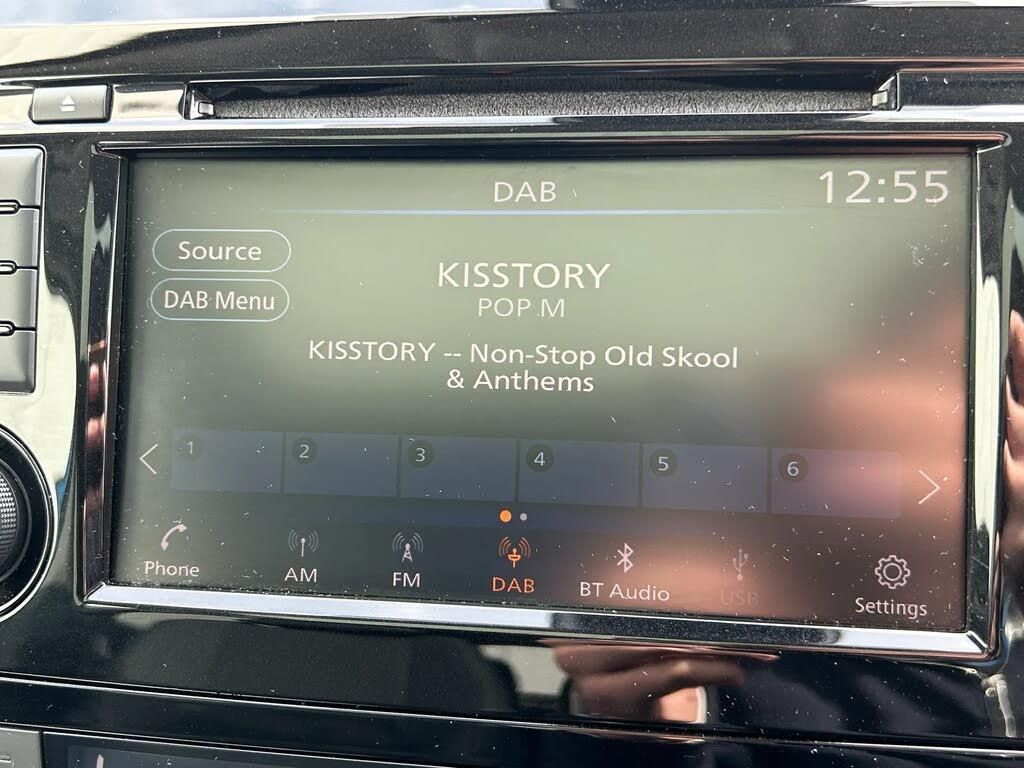 DAB
12:55
Source
DAB Menu
KISSTORY
POP M
KISSTORY -- Non-Stop Old Skool
& Anthems
1 2 3 4 5 6
Phone AM FM DAB BT Audio USB Settings